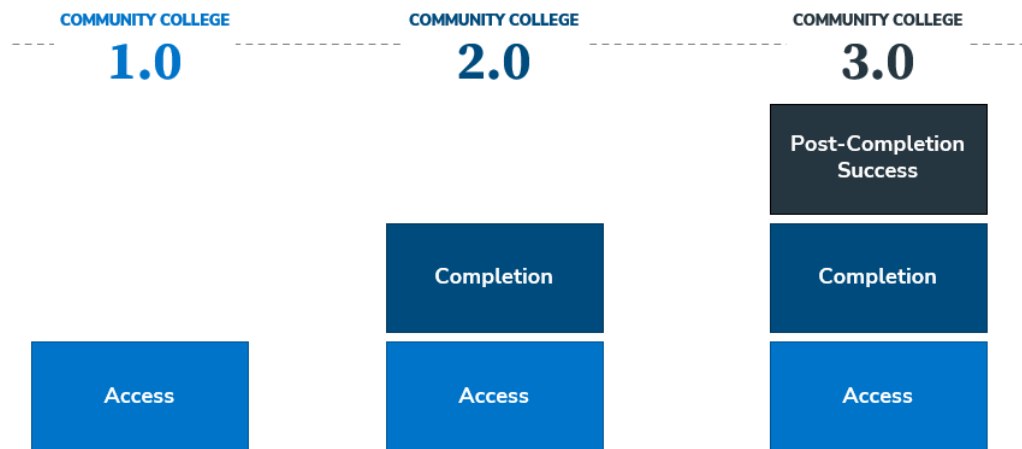 COMMUNITY COLLEGE
1.0
COMMUNITY COLLEGE
2.0
COMMUNITY COLLEGE
3.0
Post-Completion
Success
Completion
Completion
Access
Access
Access